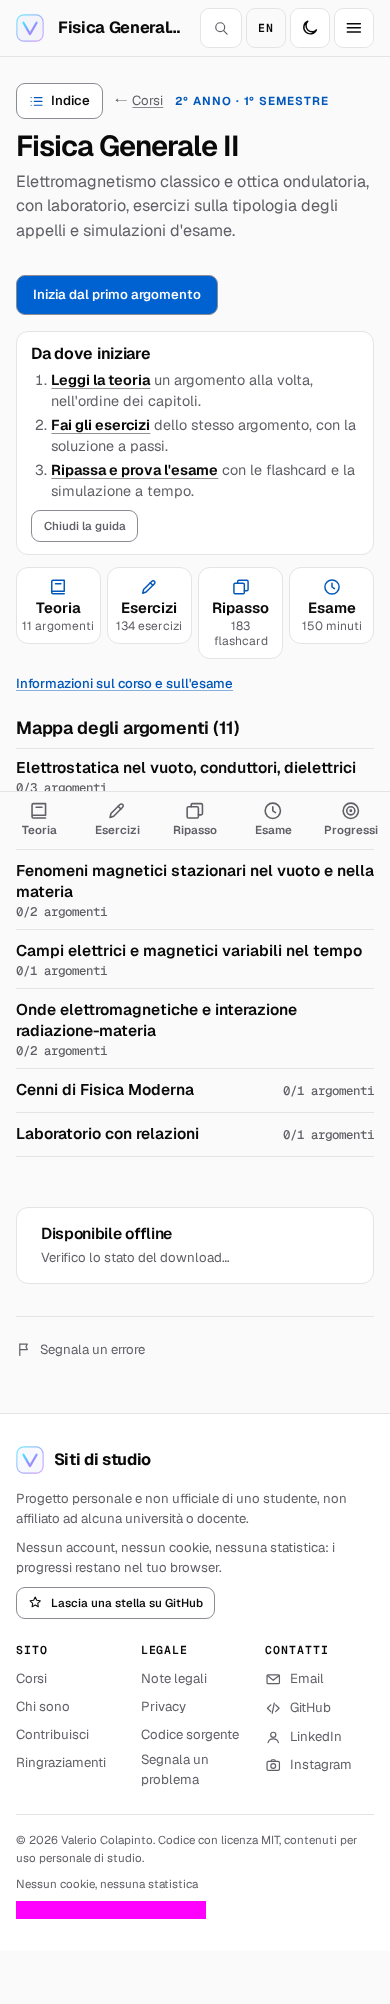 Fisica General...
EN
Indice
← Corsi
2° ANNO · 1° SEMESTRE
Fisica Generale II
Elettromagnetismo classico e ottica ondulatoria,
con laboratorio, esercizi sulla tipologia degli
appelli e simulazioni d'esame.
Inizia dal primo argomento
Da dove iniziare
1. Leggi la teoria un argomento alla volta,
nell'ordine dei capitoli.
2. Fai gli esercizi dello stesso argomento, con la
soluzione a passi.
3. Ripassa e prova l'esame con le flashcard e la
simulazione a tempo.
Chiudi la guida
Teoria
11 argomenti
Esercizi
134 esercizi
Ripasso
183
flashcard
Esame
150 minuti
Informazioni sul corso e sull'esame
Mappa degli argomenti (11)
Elettrostatica nel vuoto, conduttori, dielettrici
0/3 argomenti
Teoria
Esercizi
Ripasso
Esame
Progressi
Fenomeni magnetici stazionari nel vuoto e nella
materia
0/2 argomenti
Campi elettrici e magnetici variabili nel tempo
0/1 argomenti
Onde elettromagnetiche e interazione
radiazione-materia
0/2 argomenti
Cenni di Fisica Moderna
0/1 argomenti
Laboratorio con relazioni
0/1 argomenti
Disponibile offline
Verifico lo stato del download…
Segnala un errore
Siti di studio
Progetto personale e non ufficiale di uno studente, non
affiliato ad alcuna università o docente.
Nessun account, nessun cookie, nessuna statistica: i
progressi restano nel tuo browser.
Lascia una stella su GitHub
SITO
Corsi
Chi sono
Contribuisci
Ringraziamenti
LEGALE
Note legali
Privacy
Codice sorgente
Segnala un
problema
CONTATTI
Email
GitHub
LinkedIn
Instagram
© 2026 Valerio Colapinto. Codice con licenza MIT, contenuti per
uso personale di studio.
Nessun cookie, nessuna statistica